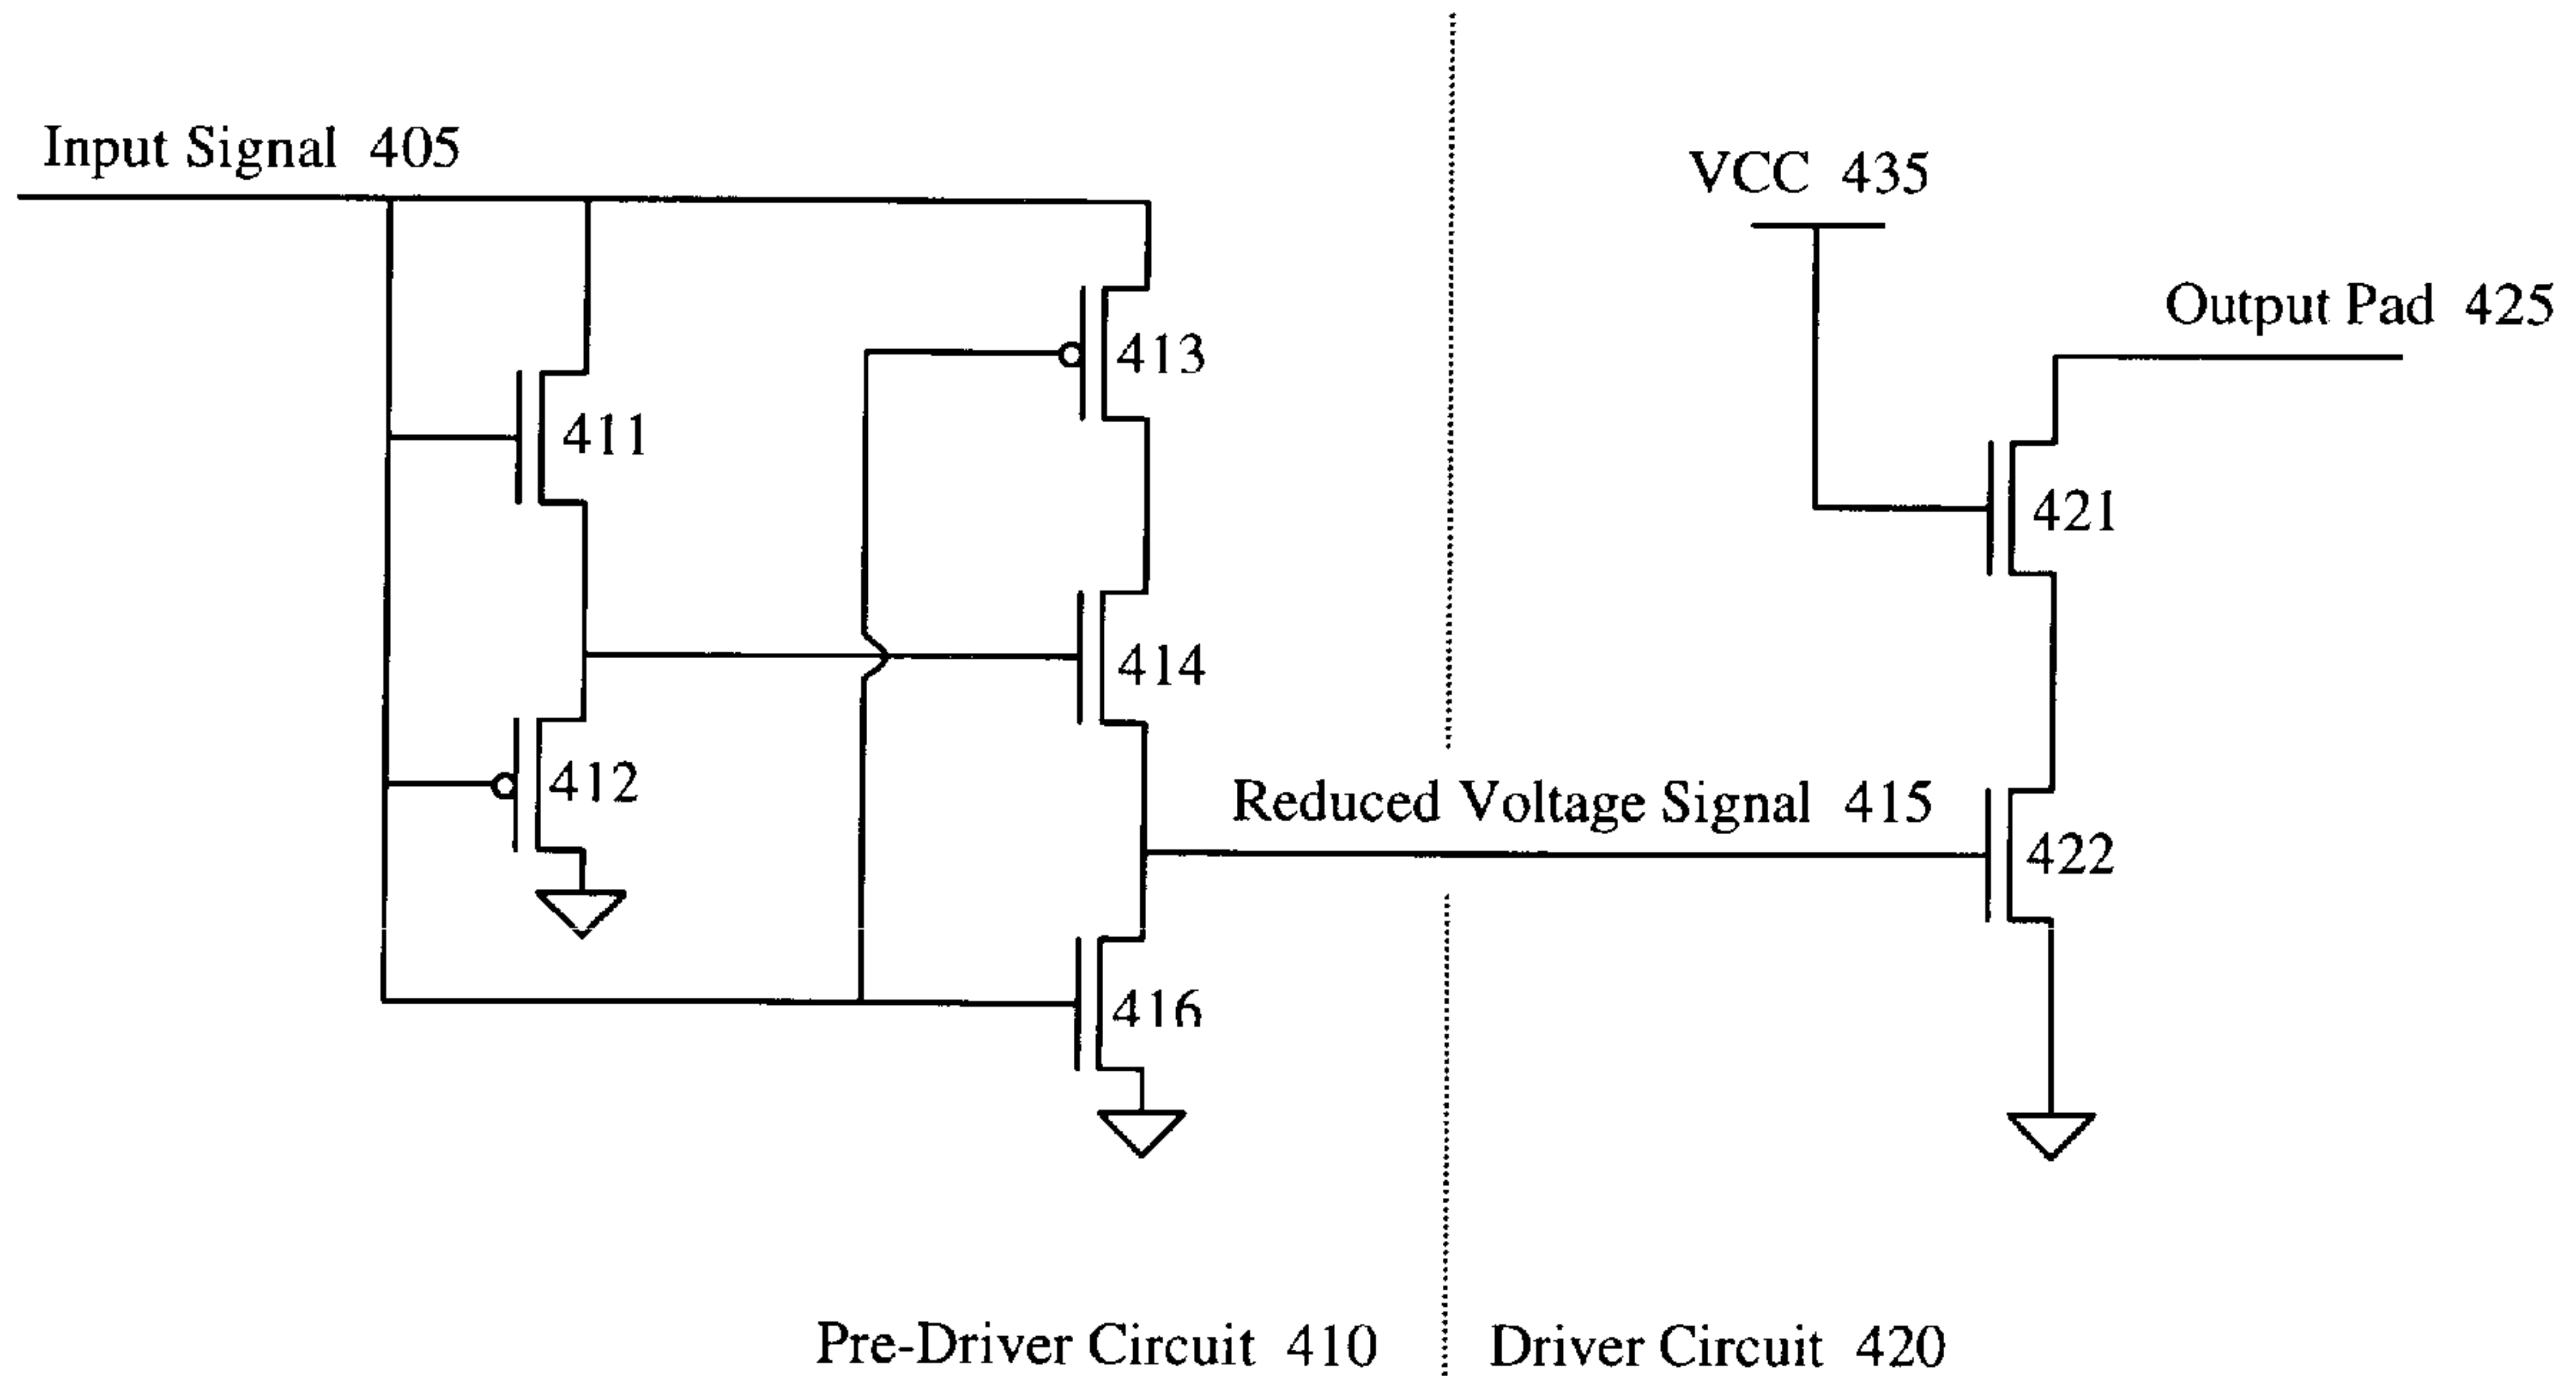 Input Signal 405
VCC 435
Output Pad 425
413
411
421
414
412
Reduced Voltage Signal 415
422
416
Pre-Driver Circuit 410
Driver Circuit 420